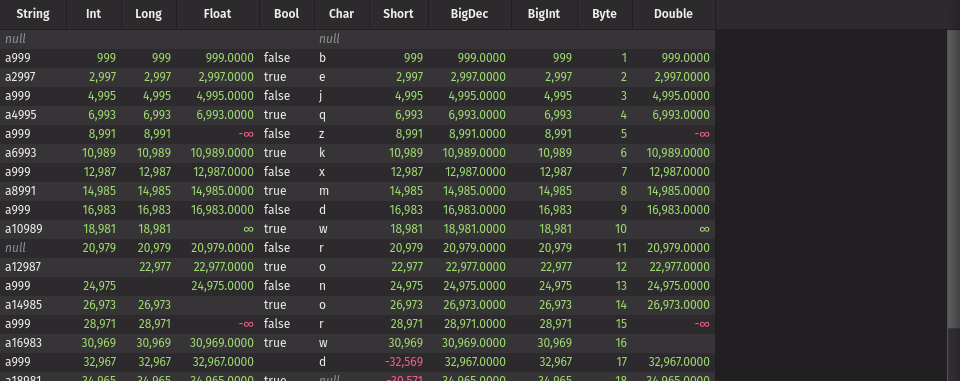 String Int Long Float Bool Char Short BigDec BigInt Byte Double
null null
a999 999 999 999.0000 false b 999 999.0000 999 1 999.0000
a2997 2,997 2,997 2,997.0000 true e 2,997 2,997.0000 2,997 2 2,997.0000
a999 4,995 4,995 4,995.0000 false j 4,995 4,995.0000 4,995 3 4,995.0000
a4995 6,993 6,993 6,993.0000 true q 6,993 6,993.0000 6,993 4 6,993.0000
a999 8,991 8,991 -∞ false z 8,991 8,991.0000 8,991 5 -∞
a6993 10,989 10,989 10,989.0000 true k 10,989 10,989.0000 10,989 6 10,989.0000
a999 12,987 12,987 12,987.0000 false x 12,987 12,987.0000 12,987 7 12,987.0000
a8991 14,985 14,985 14,985.0000 true m 14,985 14,985.0000 14,985 8 14,985.0000
a999 16,983 16,983 16,983.0000 false d 16,983 16,983.0000 16,983 9 16,983.0000
a10989 18,981 18,981 ∞ true w 18,981 18,981.0000 18,981 10 ∞
null 20,979 20,979 20,979.0000 false r 20,979 20,979.0000 20,979 11 20,979.0000
a12987 22,977 22,977.0000 true o 22,977 22,977.0000 22,977 12 22,977.0000
a999 24,975 24,975.0000 false n 24,975 24,975.0000 24,975 13 24,975.0000
a14985 26,973 26,973 true o 26,973 26,973.0000 26,973 14 26,973.0000
a999 28,971 28,971 -∞ false r 28,971 28,971.0000 28,971 15 -∞
a16983 30,969 30,969 30,969.0000 true w 30,969 30,969.0000 30,969 16
a999 32,967 32,967 32,967.0000 d -32,569 32,967.0000 32,967 17 32,967.0000
a18981 34,965 34,965 34,965.0000 true null -30,571 34,965.0000 34,965 18 34,965.0000